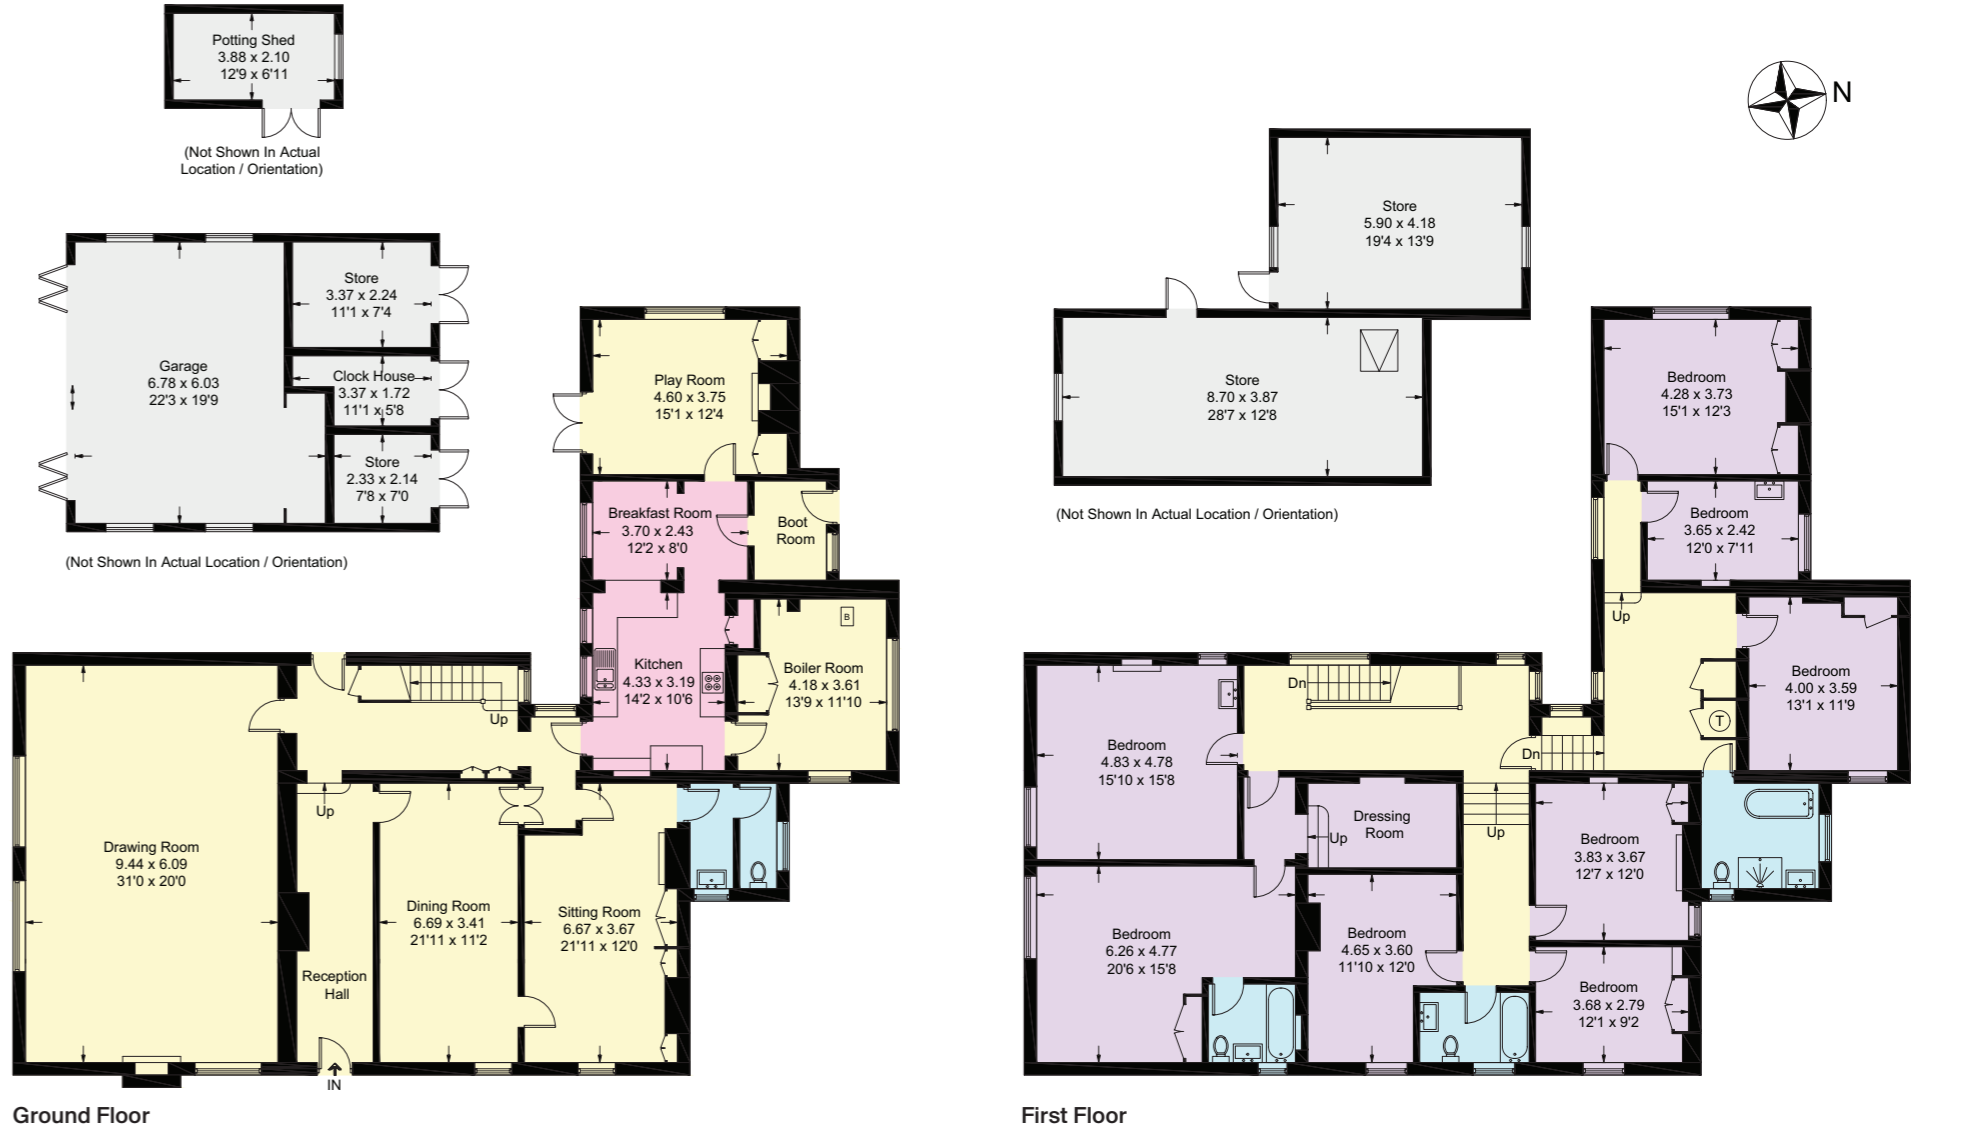 Potting Shed
3.88 x 2.10
12'9 x 6'11
(Not Shown In Actual
Location / Orientation)
N
Garage
6.78 x 6.03
22'3 x 19'9
Store
3.37 x 2.24
11'1 x 7'4
Clock House
3.37 x 1.72
11'1 x 5'8
Store
2.33 x 2.14
7'8 x 7'0
(Not Shown In Actual Location / Orientation)
Play Room
4.60 x 3.75
15'1 x 12'4
Breakfast Room
3.70 x 2.43
12'2 x 8'0
Boot
Room
Kitchen
4.33 x 3.19
14'2 x 10'6
B
Boiler Room
4.18 x 3.61
13'9 x 11'10
Up
Up
Drawing Room
9.44 x 6.09
31'0 x 20'0
Reception
Hall
Dining Room
6.69 x 3.41
21'11 x 11'2
Sitting Room
6.67 x 3.67
21'11 x 12'0
IN
Ground Floor
Store
5.90 x 4.18
19'4 x 13'9
Store
8.70 x 3.87
28'7 x 12'8
(Not Shown In Actual Location / Orientation)
Bedroom
4.28 x 3.73
15'1 x 12'3
Bedroom
3.65 x 2.42
12'0 x 7'11
Up
Bedroom
4.00 x 3.59
13'1 x 11'9
T
Dn
Dn
Bedroom
4.83 x 4.78
15'10 x 15'8
Dressing
Room
Up
Up
Bedroom
3.83 x 3.67
12'7 x 12'0
Bedroom
6.26 x 4.77
20'6 x 15'8
Bedroom
4.65 x 3.60
11'10 x 12'0
Bedroom
3.68 x 2.79
12'1 x 9'2
First Floor